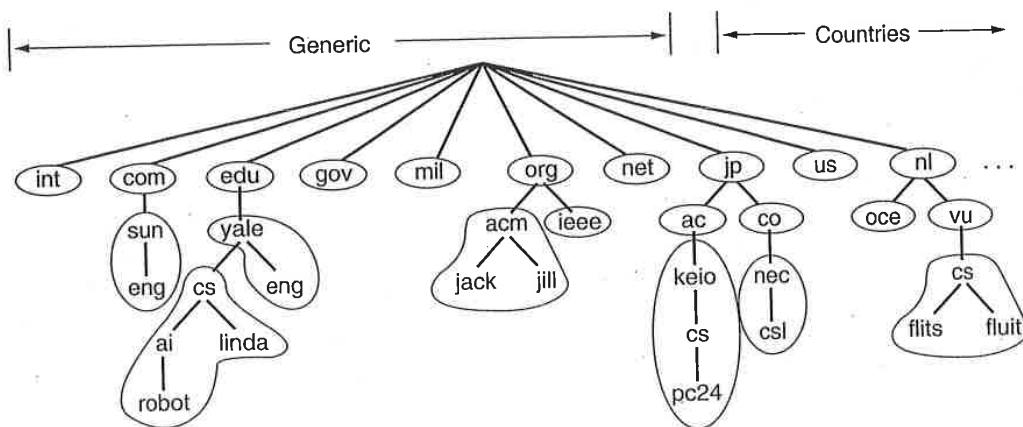 Generic Countries
int com edu gov mil org net jp us nl ...
sun yale acm ieee ac co oce vu
eng cs eng jack jill keio nec cs
ai linda cs csl flits fluit
robot pc24